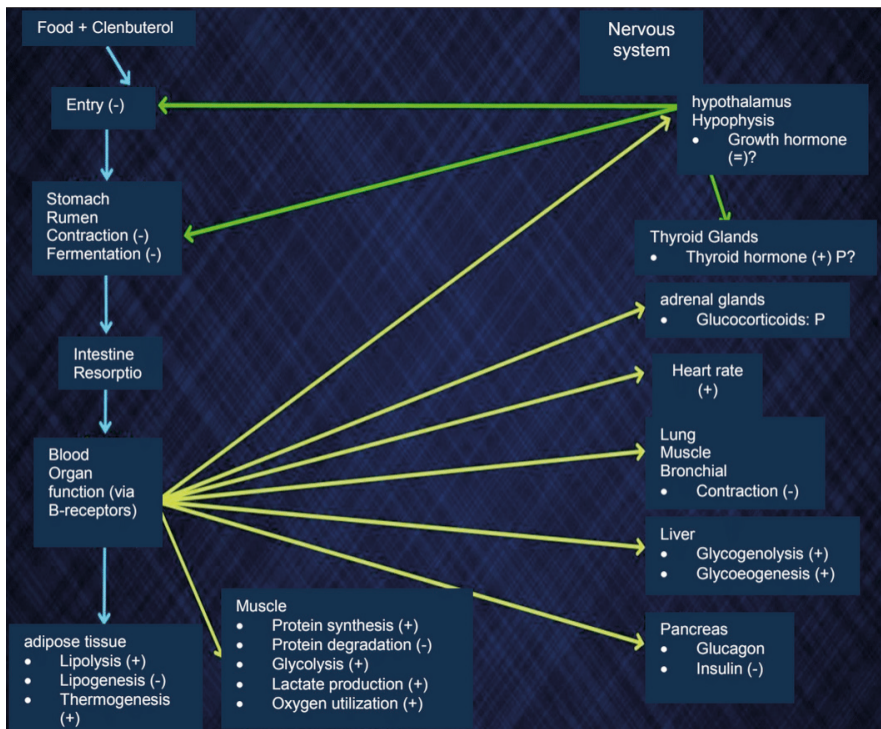 Food + Clenbuterol
Entry (-)
Stomach
Rumen
Contraction (-)
Fermentation (-)
Intestine
Resorptio
Blood
Organ
function (via
B-receptors)
adipose tissue
• Lipolysis (+)
• Lipogenesis (-)
• Thermogenesis
(+)
Muscle
• Protein synthesis (+)
• Protein degradation (-)
• Glycolysis (+)
• Lactate production (+)
• Oxygen utilization (+)
Nervous
system
hypothalamus
Hypophysis
• Growth hormone
(=)?
Thyroid Glands
• Thyroid hormone (+) P?
adrenal glands
• Glucocorticoids: P
Heart rate
(+)
Lung
Muscle
Bronchial
• Contraction (-)
Liver
• Glycogenolysis (+)
• Glycoeogenesis (+)
Pancreas
• Glucagon
• Insulin (-)